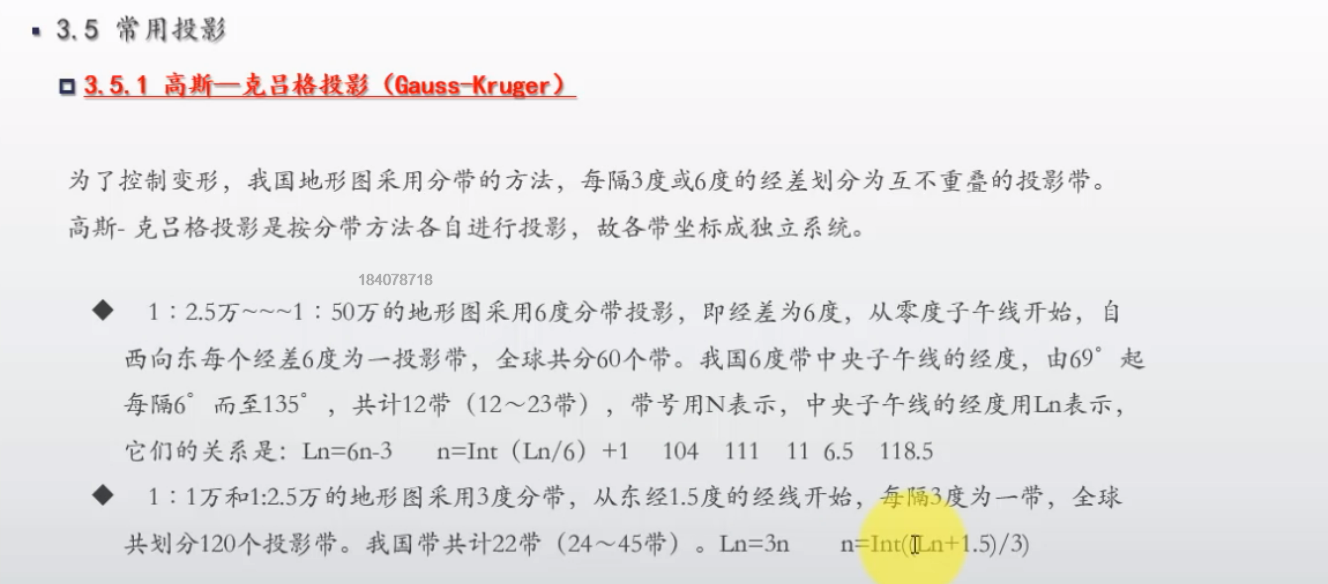 3.5 常用投影
3.5.1 高斯—克吕格投影（Gauss-Kruger）
为了控制变形，我国地形图采用分带的方法，每隔3度或6度的经差划分为互不重叠的投影带。
高斯- 克吕格投影是按分带方法各自进行投影，故各带坐标成独立系统。
184078718
◆ 1：2.5万~~~1：50万的地形图采用6度分带投影，即经差为6度，从零度子午线开始，自
西向东每个经差6度为一投影带，全球共分60个带。我国6度带中央子午线的经度，由69°起
每隔6°而至135°，共计12带（12～23带），带号用N表示，中央子午线的经度用Ln表示，
它们的关系是：Ln=6n-3 n=Int（Ln/6）+1 104 111 11 6.5 118.5
◆ 1：1万和1:2.5万的地形图采用3度分带，从东经1.5度的经线开始，每隔3度为一带，全球
共划分120个投影带。我国带共计22带（24～45带）。Ln=3n n=Int((Ln+1.5)/3)